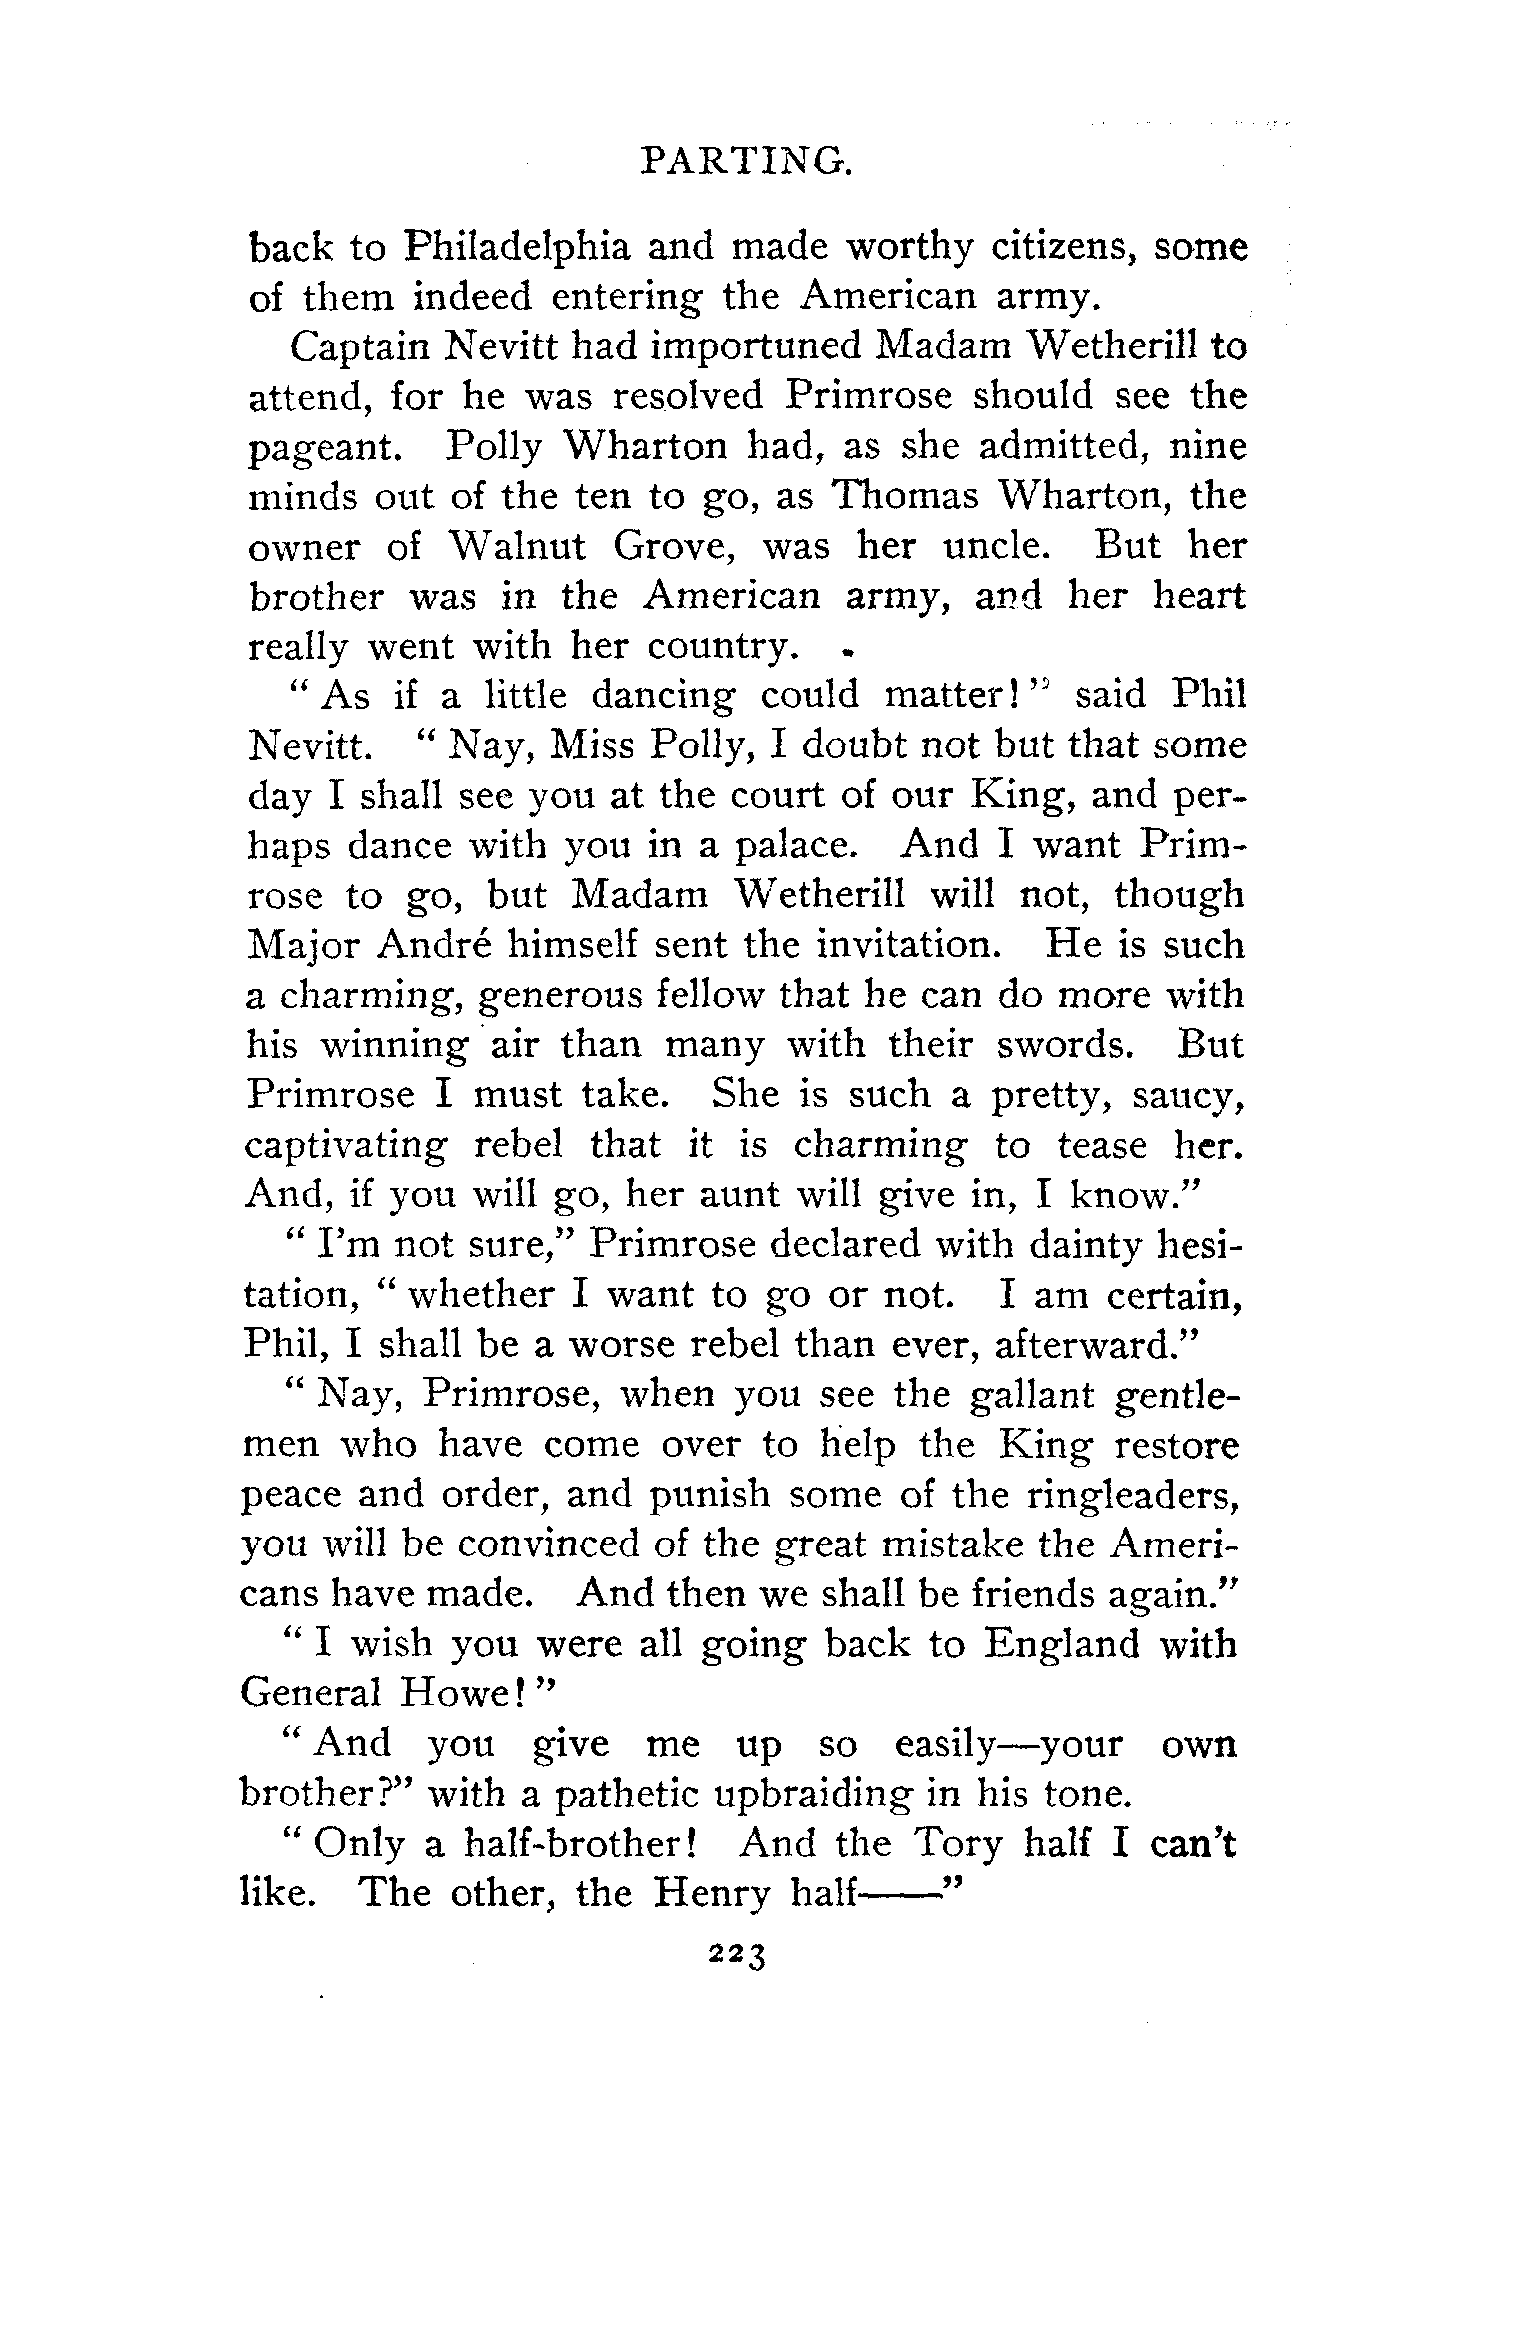 PARTING.
back to Philadelphia and made worthy citizens, some
of them indeed entering the American army.
Captain Nevitt had importuned Madam Wetherill to
attend, for he was resolved Primrose should see the
pageant. Polly Wharton had, as she admitted, nine
minds out of the ten to go, as Thomas Wharton, the
owner of Walnut Grove, was her uncle. But her
brother was in the American army, and her heart
really went with her country.
" As if a little dancing could matter! " said Phil
Nevitt. " Nay, Miss Polly, I doubt not but that some
day I shall see you at the court of our King, and per-
haps dance with you in a palace. And I want Prim-
rose to go, but Madam Wetherill will not, though
Major André himself sent the invitation. He is such
a charming, generous fellow that he can do more with
his winning air than many with their swords. But
Primrose I must take. She is such a pretty, saucy,
captivating rebel that it is charming to tease her.
And, if you will go, her aunt will give in, I know."
" I'm not sure," Primrose declared with dainty hesi-
tation, " whether I want to go or not. I am certain,
Phil, I shall be a worse rebel than ever, afterward."
" Nay, Primrose, when you see the gallant gentle-
men who have come over to help the King restore
peace and order, and punish some of the ringleaders,
you will be convinced of the great mistake the Ameri-
cans have made. And then we shall be friends again."
" I wish you were all going back to England with
General Howe! "
" And you give me up so easily—your own
brother?" with a pathetic upbraiding in his tone.
" Only a half-brother! And the Tory half I can't
like. The other, the Henry half——"
223